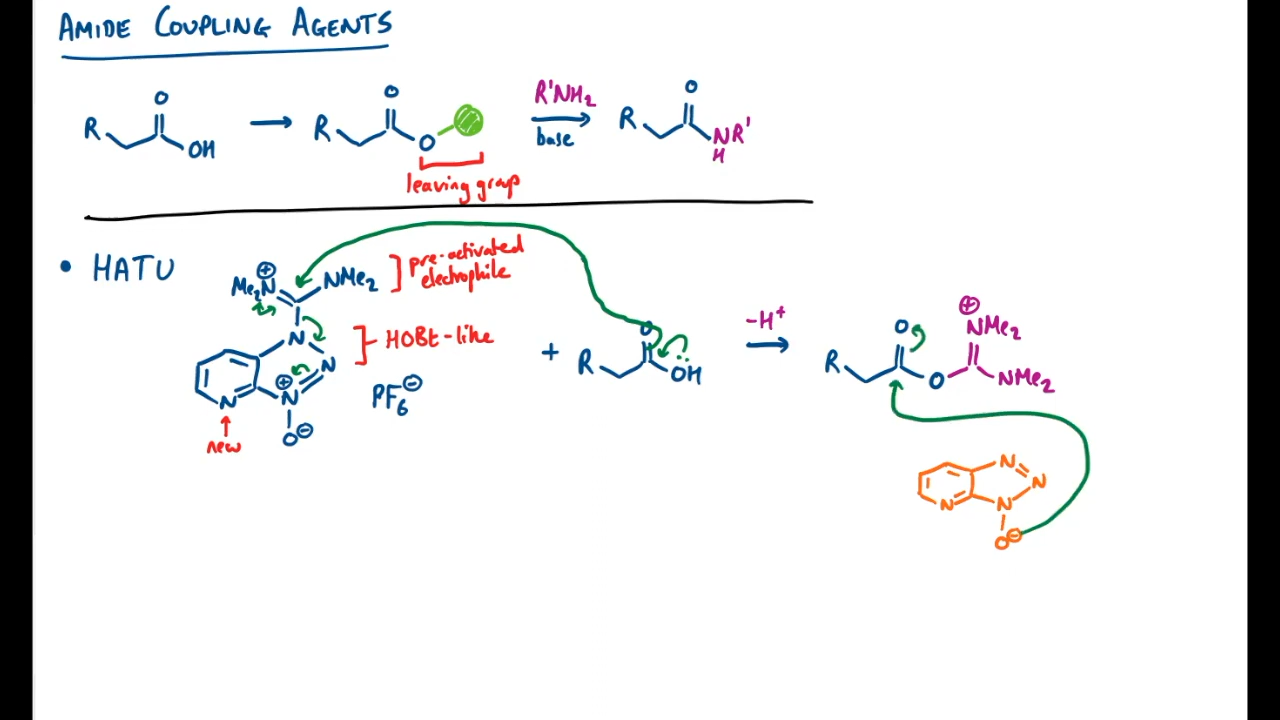 AMIDE COUPLING AGENTS
R O OH
R O O
leaving group
R'NH₂
base
R O NR'
H
• HATU
⊕
Me₂N NMe₂
pre-activated
electrophile
N
HOBt-like
N
⊕
N N
O⊖
new
PF₆⊖
+
R O OH
-H⁺
R O O
⊕
NMe₂
NMe₂
N
N
N N
O⊖